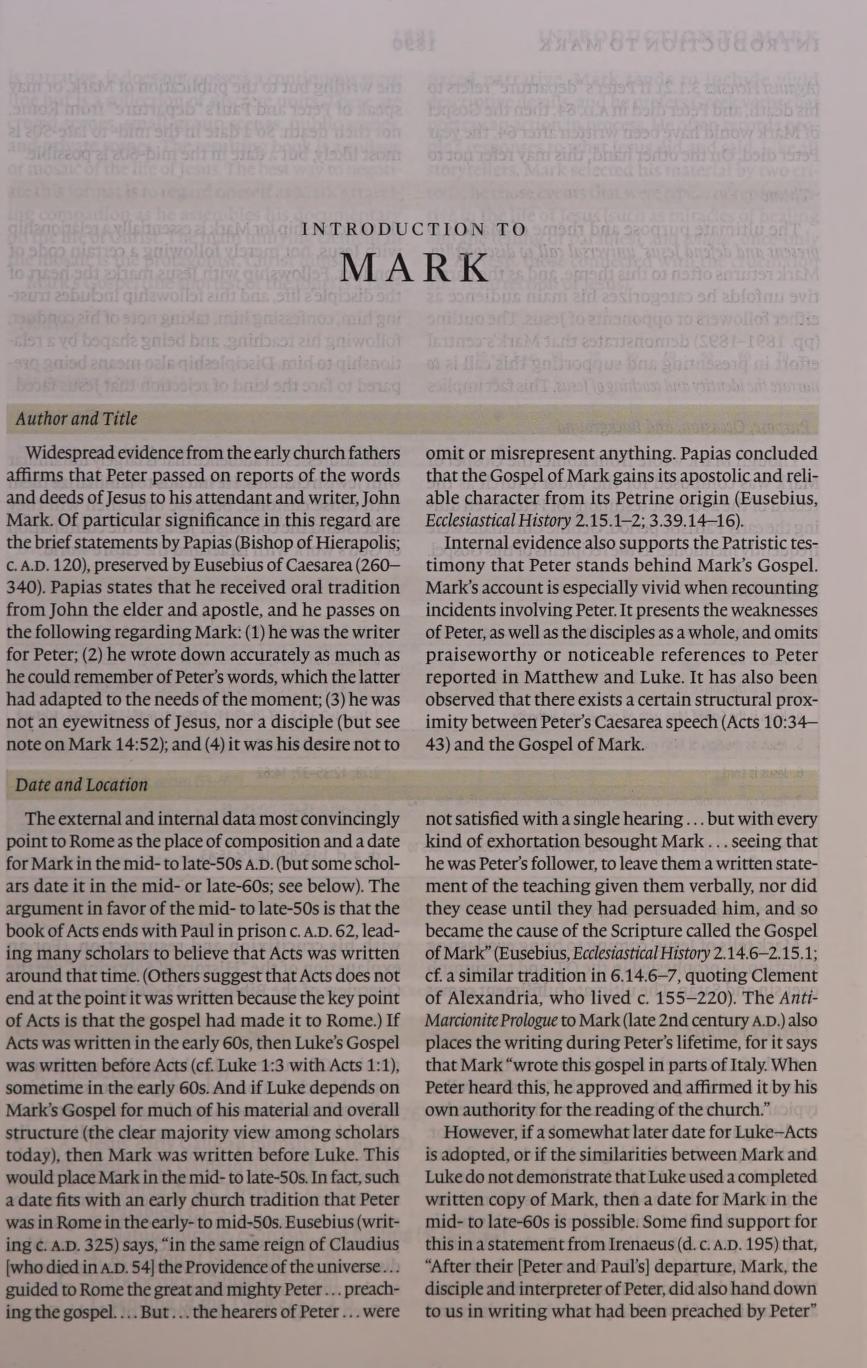 INTRODUCTION TO
MARK
Author and Title
Widespread evidence from the early church fathers
affirms that Peter passed on reports of the words
and deeds of Jesus to his attendant and writer, John
Mark. Of particular significance in this regard are
the brief statements by Papias (Bishop of Hierapolis;
c. A.D. 120), preserved by Eusebius of Caesarea (260–
340). Papias states that he received oral tradition
from John the elder and apostle, and he passes on
the following regarding Mark: (1) he was the writer
for Peter; (2) he wrote down accurately as much as
he could remember of Peter's words, which the latter
had adapted to the needs of the moment; (3) he was
not an eyewitness of Jesus, nor a disciple (but see
note on Mark 14:52); and (4) it was his desire not to
omit or misrepresent anything. Papias concluded
that the Gospel of Mark gains its apostolic and reli-
able character from its Petrine origin (Eusebius,
Ecclesiastical History 2.15.1–2; 3.39.14–16).
Internal evidence also supports the Patristic tes-
timony that Peter stands behind Mark's Gospel.
Mark's account is especially vivid when recounting
incidents involving Peter. It presents the weaknesses
of Peter, as well as the disciples as a whole, and omits
praiseworthy or noticeable references to Peter
reported in Matthew and Luke. It has also been
observed that there exists a certain structural prox-
imity between Peter's Caesarea speech (Acts 10:34–
43) and the Gospel of Mark.
Date and Location
The external and internal data most convincingly
point to Rome as the place of composition and a date
for Mark in the mid- to late-50s A.D. (but some schol-
ars date it in the mid- or late-60s; see below). The
argument in favor of the mid- to late-50s is that the
book of Acts ends with Paul in prison c. A.D. 62, lead-
ing many scholars to believe that Acts was written
around that time. (Others suggest that Acts does not
end at the point it was written because the key point
of Acts is that the gospel had made it to Rome.) If
Acts was written in the early 60s, then Luke's Gospel
was written before Acts (cf. Luke 1:3 with Acts 1:1),
sometime in the early 60s. And if Luke depends on
Mark's Gospel for much of his material and overall
structure (the clear majority view among scholars
today), then Mark was written before Luke. This
would place Mark in the mid- to late-50s. In fact, such
a date fits with an early church tradition that Peter
was in Rome in the early- to mid-50s. Eusebius (writ-
ing c. A.D. 325) says, "in the same reign of Claudius
[who died in A.D. 54] the Providence of the universe . . .
guided to Rome the great and mighty Peter . . . preach-
ing the gospel. . . . But . . . the hearers of Peter . . . were
not satisfied with a single hearing . . . but with every
kind of exhortation besought Mark . . . seeing that
he was Peter's follower, to leave them a written state-
ment of the teaching given them verbally, nor did
they cease until they had persuaded him, and so
became the cause of the Scripture called the Gospel
of Mark" (Eusebius, Ecclesiastical History 2.14.6–2.15.1;
cf. a similar tradition in 6.14.6–7, quoting Clement
of Alexandria, who lived c. 155–220). The Anti-
Marcionite Prologue to Mark (late 2nd century A.D.) also
places the writing during Peter's lifetime, for it says
that Mark "wrote this gospel in parts of Italy. When
Peter heard this, he approved and affirmed it by his
own authority for the reading of the church."
However, if a somewhat later date for Luke–Acts
is adopted, or if the similarities between Mark and
Luke do not demonstrate that Luke used a completed
written copy of Mark, then a date for Mark in the
mid- to late-60s is possible. Some find support for
this in a statement from Irenaeus (d. c. A.D. 195) that,
"After their [Peter and Paul's] departure, Mark, the
disciple and interpreter of Peter, did also hand down
to us in writing what had been preached by Peter"